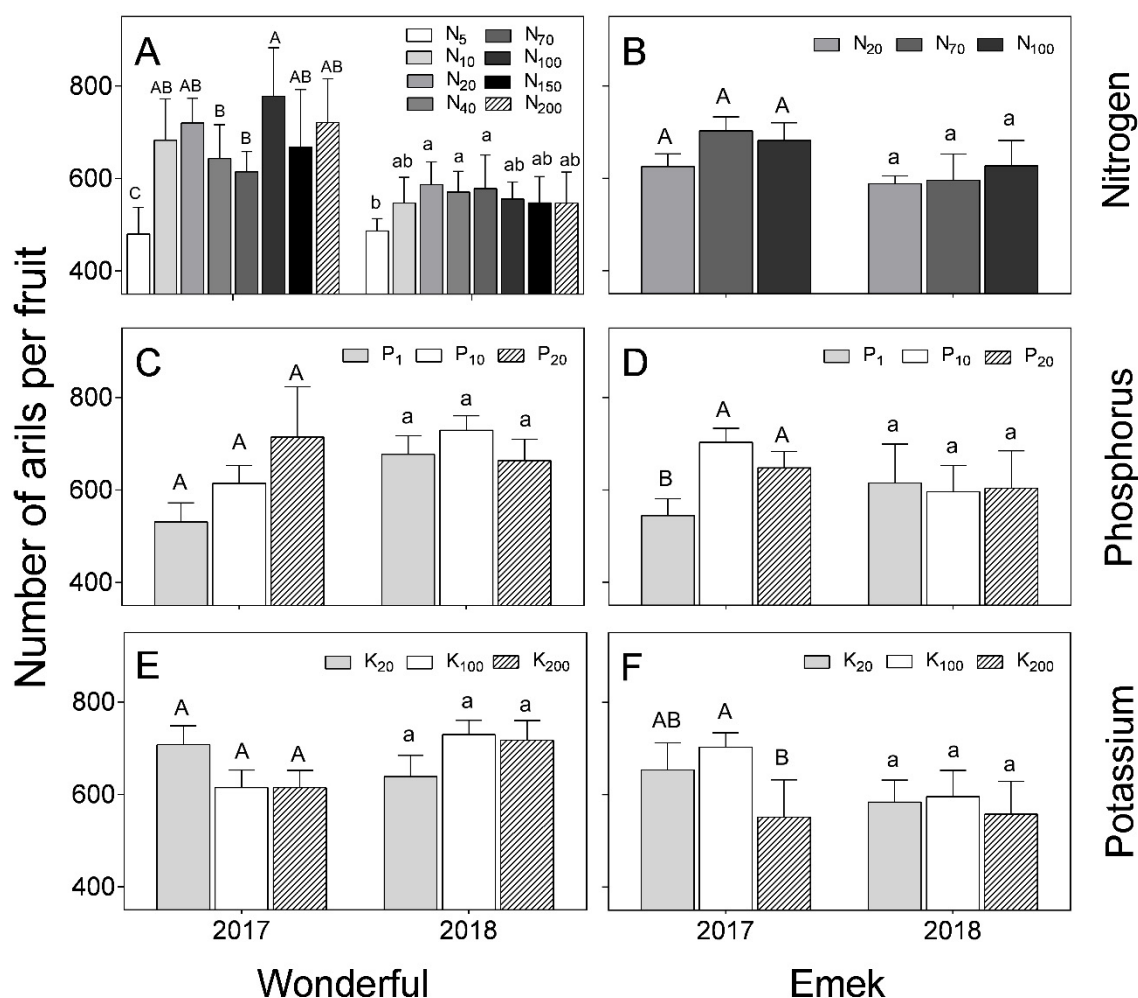 Number of arils per fruit
A
N5 N70
N10 N100
N20 N150
N40 N200
800
600
400
C AB AB B B A AB AB
b ab a a a ab ab ab
B
N20 N70 N100
A A A
a a a
Nitrogen
C
P1 P10 P20
800
600
400
A A A
a a a
D
P1 P10 P20
B A A
a a a
Phosphorus
E
K20 K100 K200
800
600
400
A A A
a a a
2017 2018
Wonderful
F
K20 K100 K200
AB A B
a a a
2017 2018
Emek
Potassium